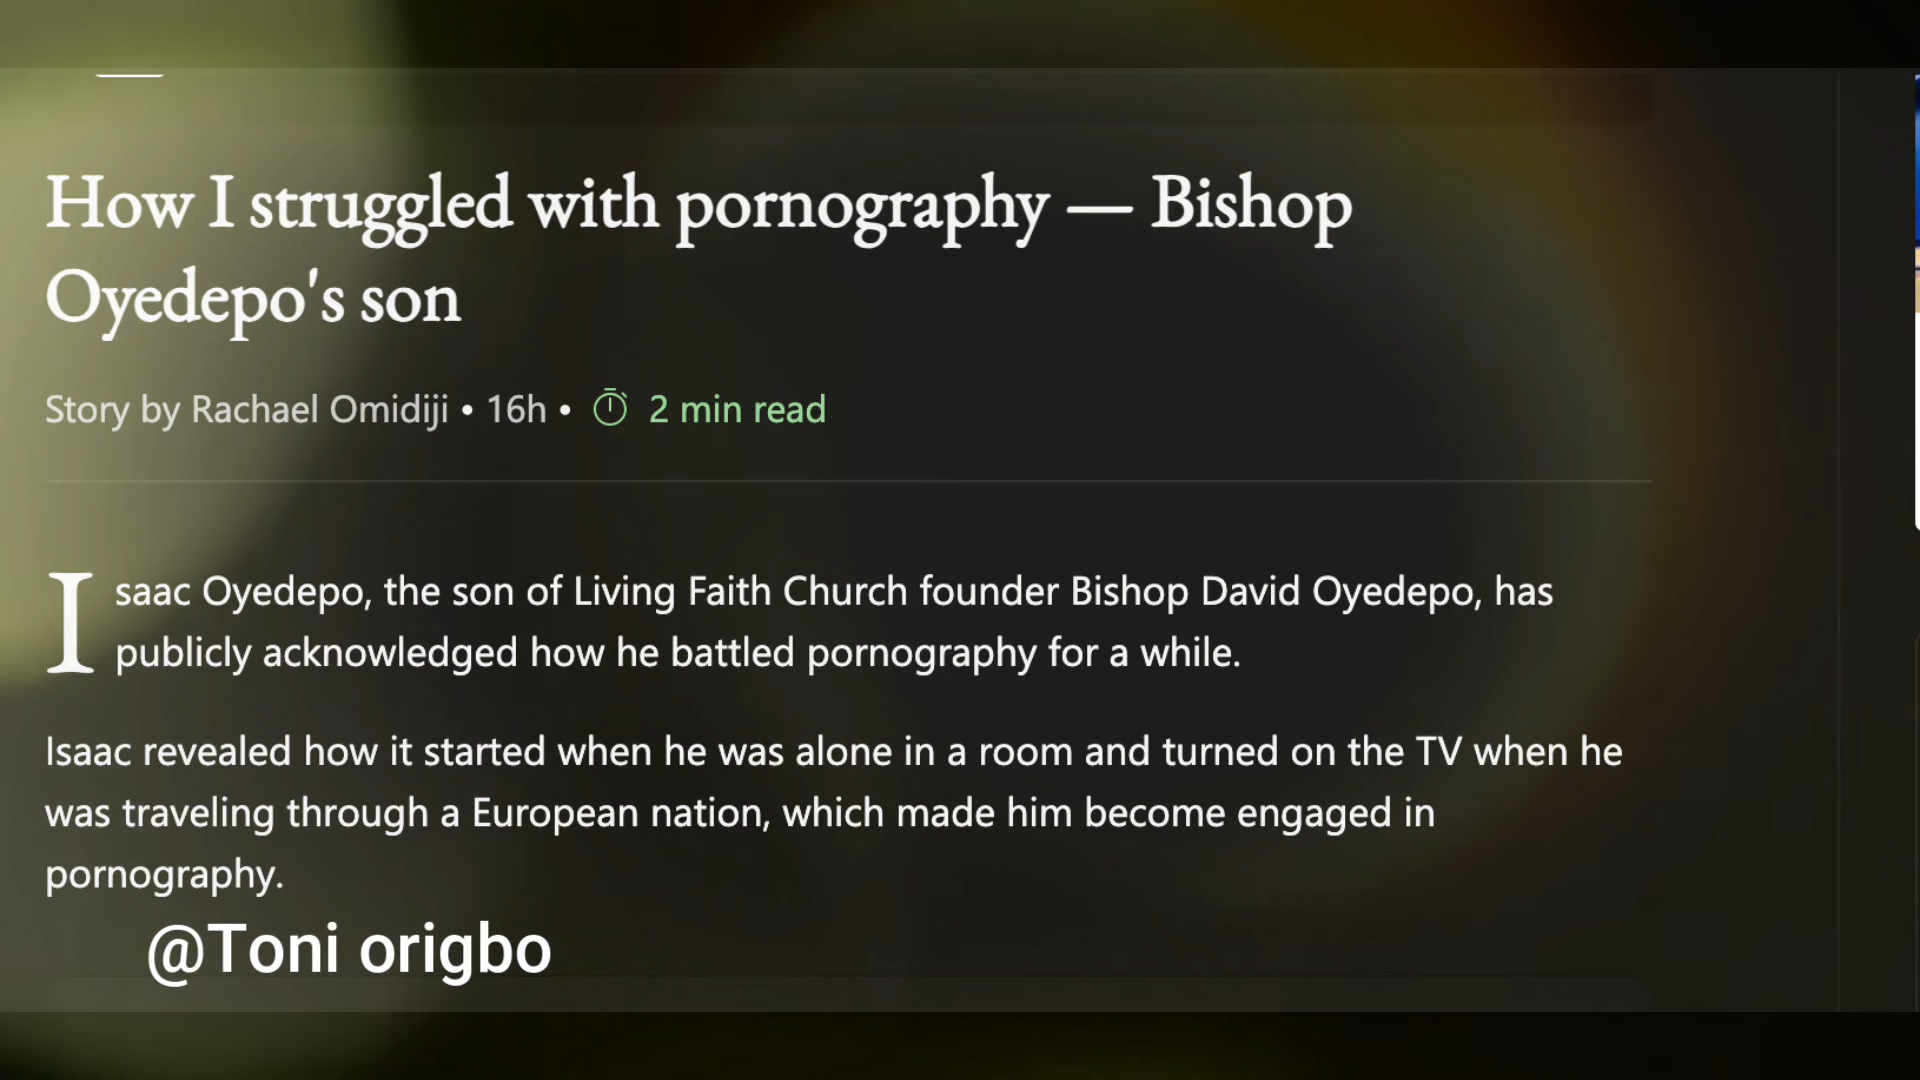 How I struggled with pornography — Bishop
Oyedepo's son
Story by Rachael Omidiji • 16h • 2 min read
Isaac Oyedepo, the son of Living Faith Church founder Bishop David Oyedepo, has
publicly acknowledged how he battled pornography for a while.
Isaac revealed how it started when he was alone in a room and turned on the TV when he
was traveling through a European nation, which made him become engaged in
pornography.
@Toni origbo